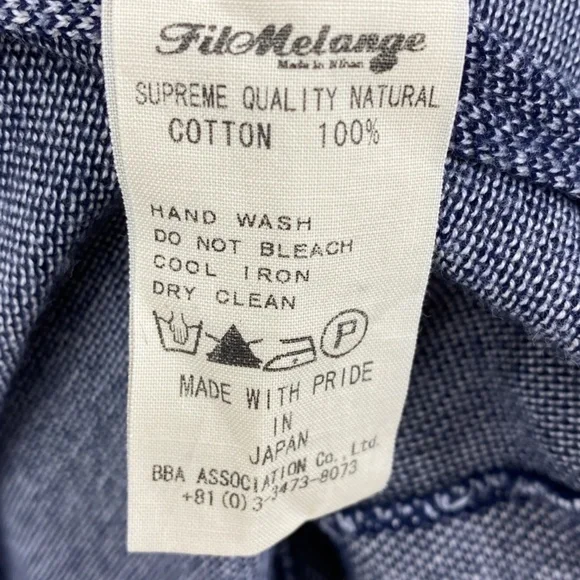 FilMelange
Made in Nihon
SUPREME QUALITY NATURAL
COTTON 100%
HAND WASH
DO NOT BLEACH
COOL IRON
DRY CLEAN
P
MADE WITH PRIDE
IN
JAPAN
BBA ASSOCIATION Co., Ltd.
+81(0)3-3473-8073